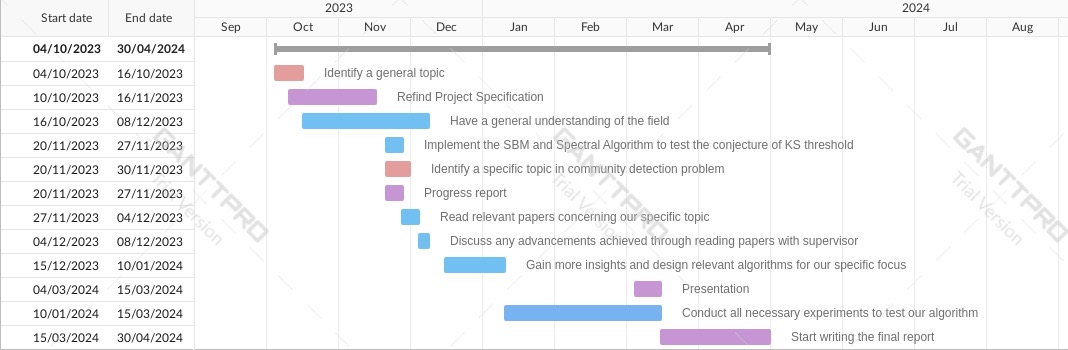 2023 2024
Start date End date Sep Oct Nov Dec Jan Feb Mar Apr May Jun Jul Aug
04/10/2023 30/04/2024
04/10/2023 16/10/2023 Identify a general topic
10/10/2023 16/11/2023 Refind Project Specification
16/10/2023 08/12/2023 Have a general understanding of the field
20/11/2023 27/11/2023 Implement the SBM and Spectral Algorithm to test the conjecture of KS threshold
20/11/2023 30/11/2023 Identify a specific topic in community detection problem
20/11/2023 27/11/2023 Progress report
27/11/2023 04/12/2023 Read relevant papers concerning our specific topic
04/12/2023 08/12/2023 Discuss any advancements achieved through reading papers with supervisor
15/12/2023 10/01/2024 Gain more insights and design relevant algorithms for our specific focus
04/03/2024 15/03/2024 Presentation
10/01/2024 15/03/2024 Conduct all necessary experiments to test our algorithm
15/03/2024 30/04/2024 Start writing the final report
GANTTPRO
Trial Version
GANTTPRO
Trial Version
GANTTPRO
Trial Version